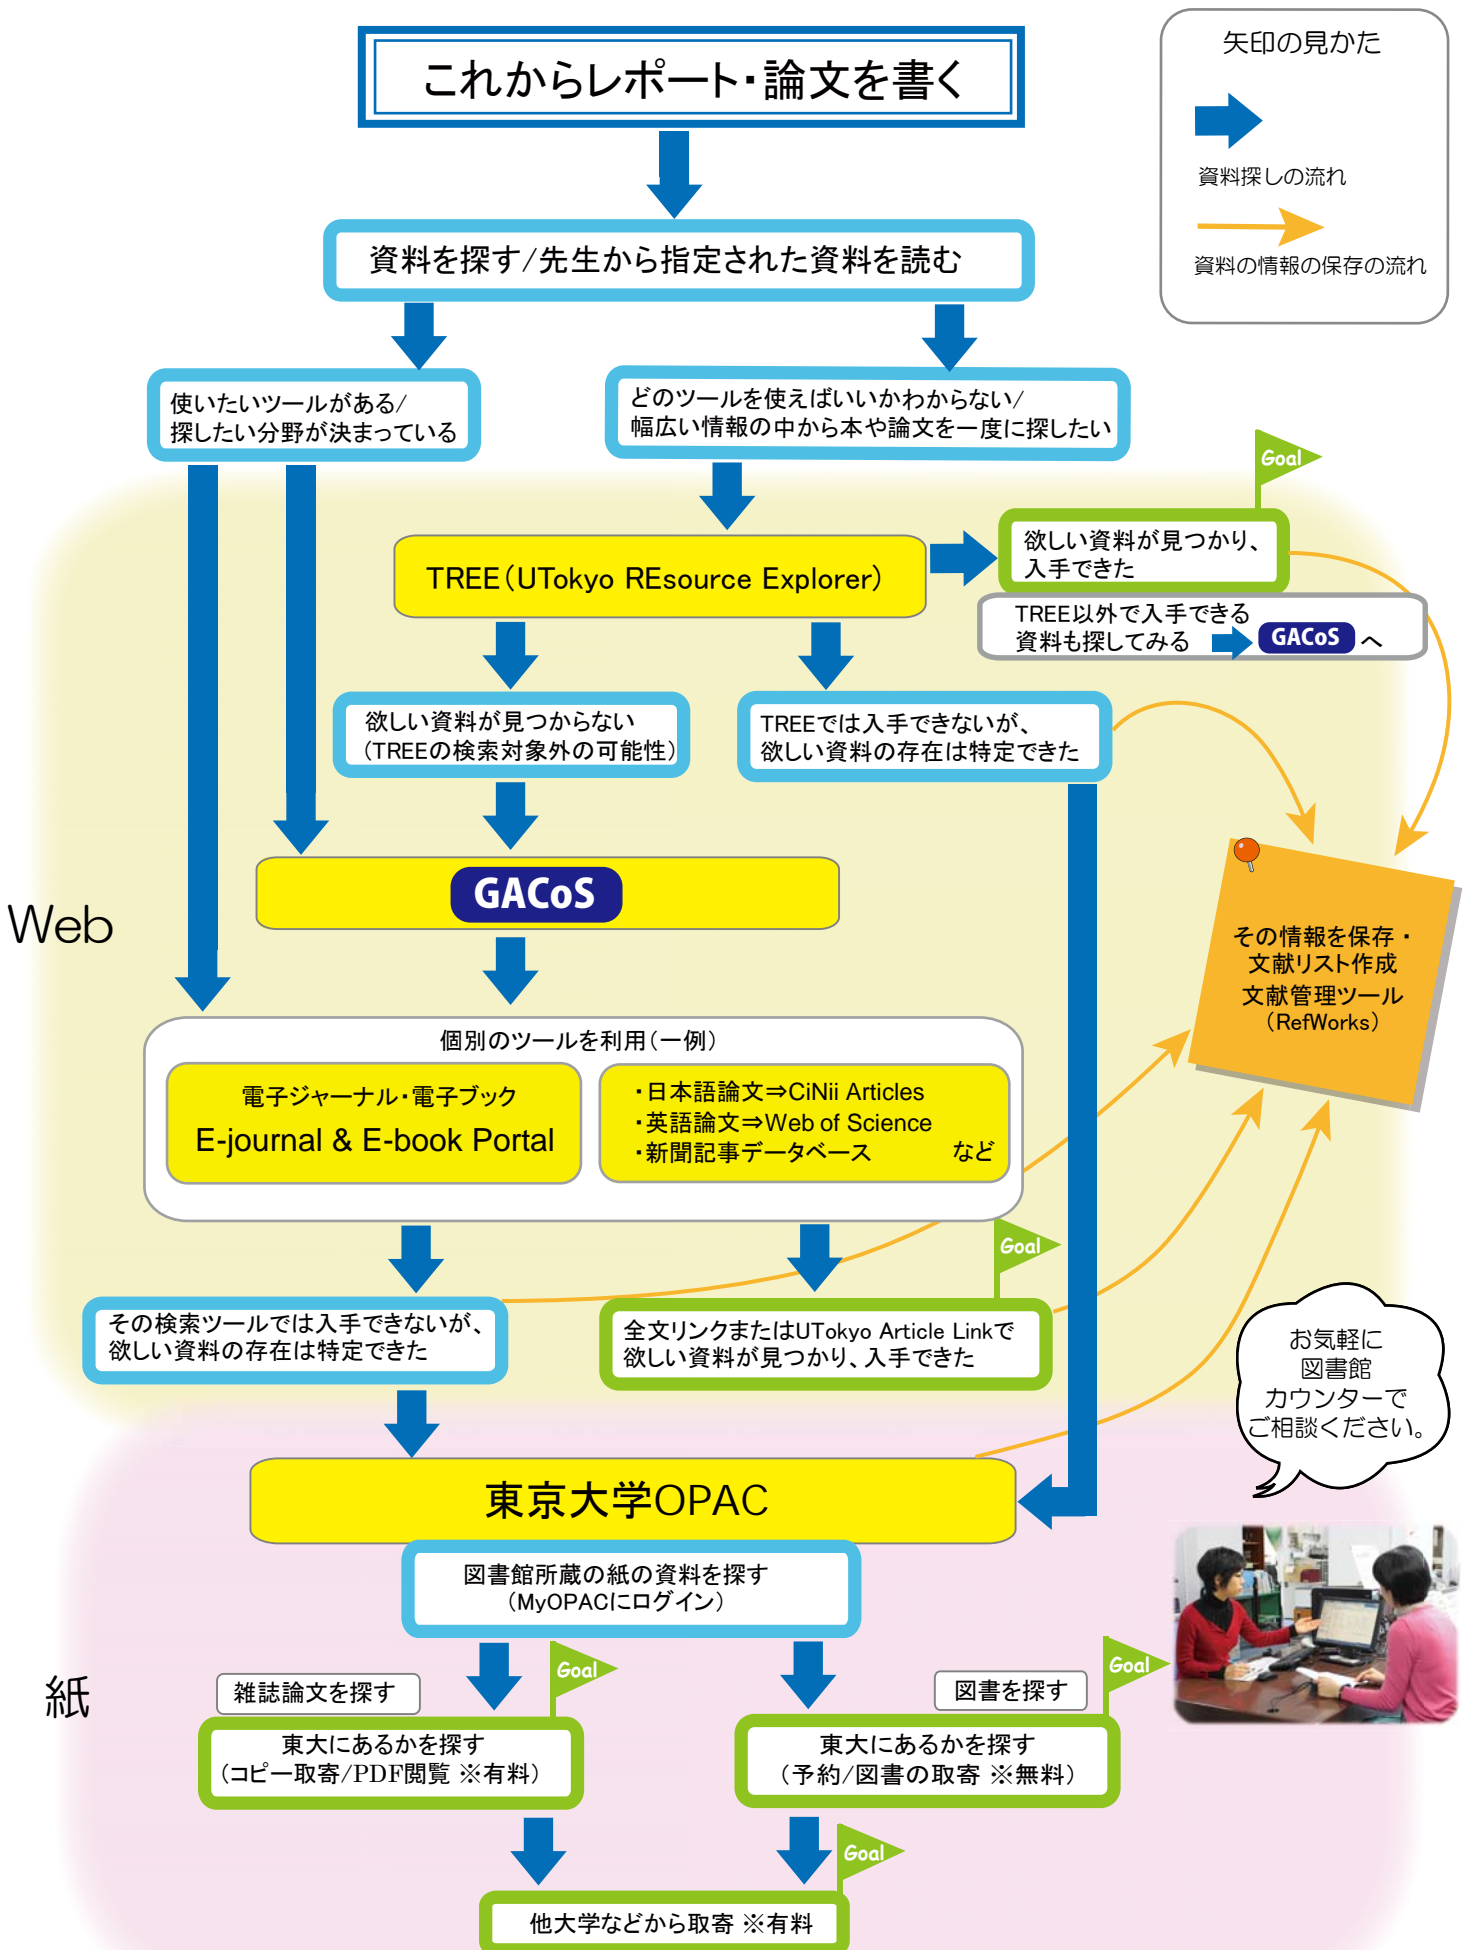 これからレポート・論文を書く
矢印の見かた
資料探しの流れ
資料の情報の保存の流れ
資料を探す/先生から指定された資料を読む
使いたいツールがある/
探したい分野が決まっている
どのツールを使えばいいかわからない/
幅広い情報の中から本や論文を一度に探したい
Goal
TREE(UTokyo REsource Explorer)
欲しい資料が見つかり、
入手できた
TREE以外で入手できる
資料も探してみる GACoS へ
欲しい資料が見つからない
(TREEの検索対象外の可能性)
TREEでは入手できないが、
欲しい資料の存在は特定できた
GACoS
Web
その情報を保存・
文献リスト作成
文献管理ツール
(RefWorks)
個別のツールを利用(一例)
電子ジャーナル・電子ブック
E-journal & E-book Portal
・日本語論文⇒CiNii Articles
・英語論文⇒Web of Science
・新聞記事データベース など
Goal
その検索ツールでは入手できないが、
欲しい資料の存在は特定できた
全文リンクまたはUTokyo Article Linkで
欲しい資料が見つかり、入手できた
お気軽に
図書館
カウンターで
ご相談ください。
東京大学OPAC
図書館所蔵の紙の資料を探す
(MyOPACにログイン)
紙
雑誌論文を探す
Goal
図書を探す
Goal
東大にあるかを探す
(コピー取寄/PDF閲覧 ※有料)
東大にあるかを探す
(予約/図書の取寄 ※無料)
Goal
他大学などから取寄 ※有料